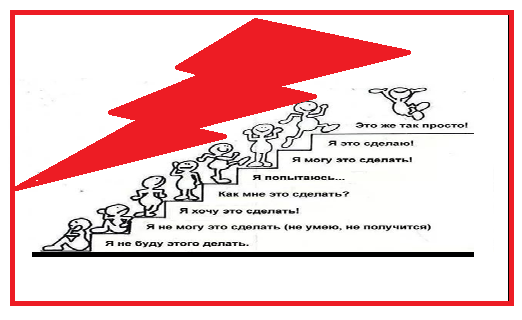 Это же так просто!
Я это сделаю!
Я могу это сделать!
Я попытаюсь...
Как мне это сделать?
Я хочу это сделать!
Я не могу это сделать (не умею, не получится)
Я не буду этого делать.